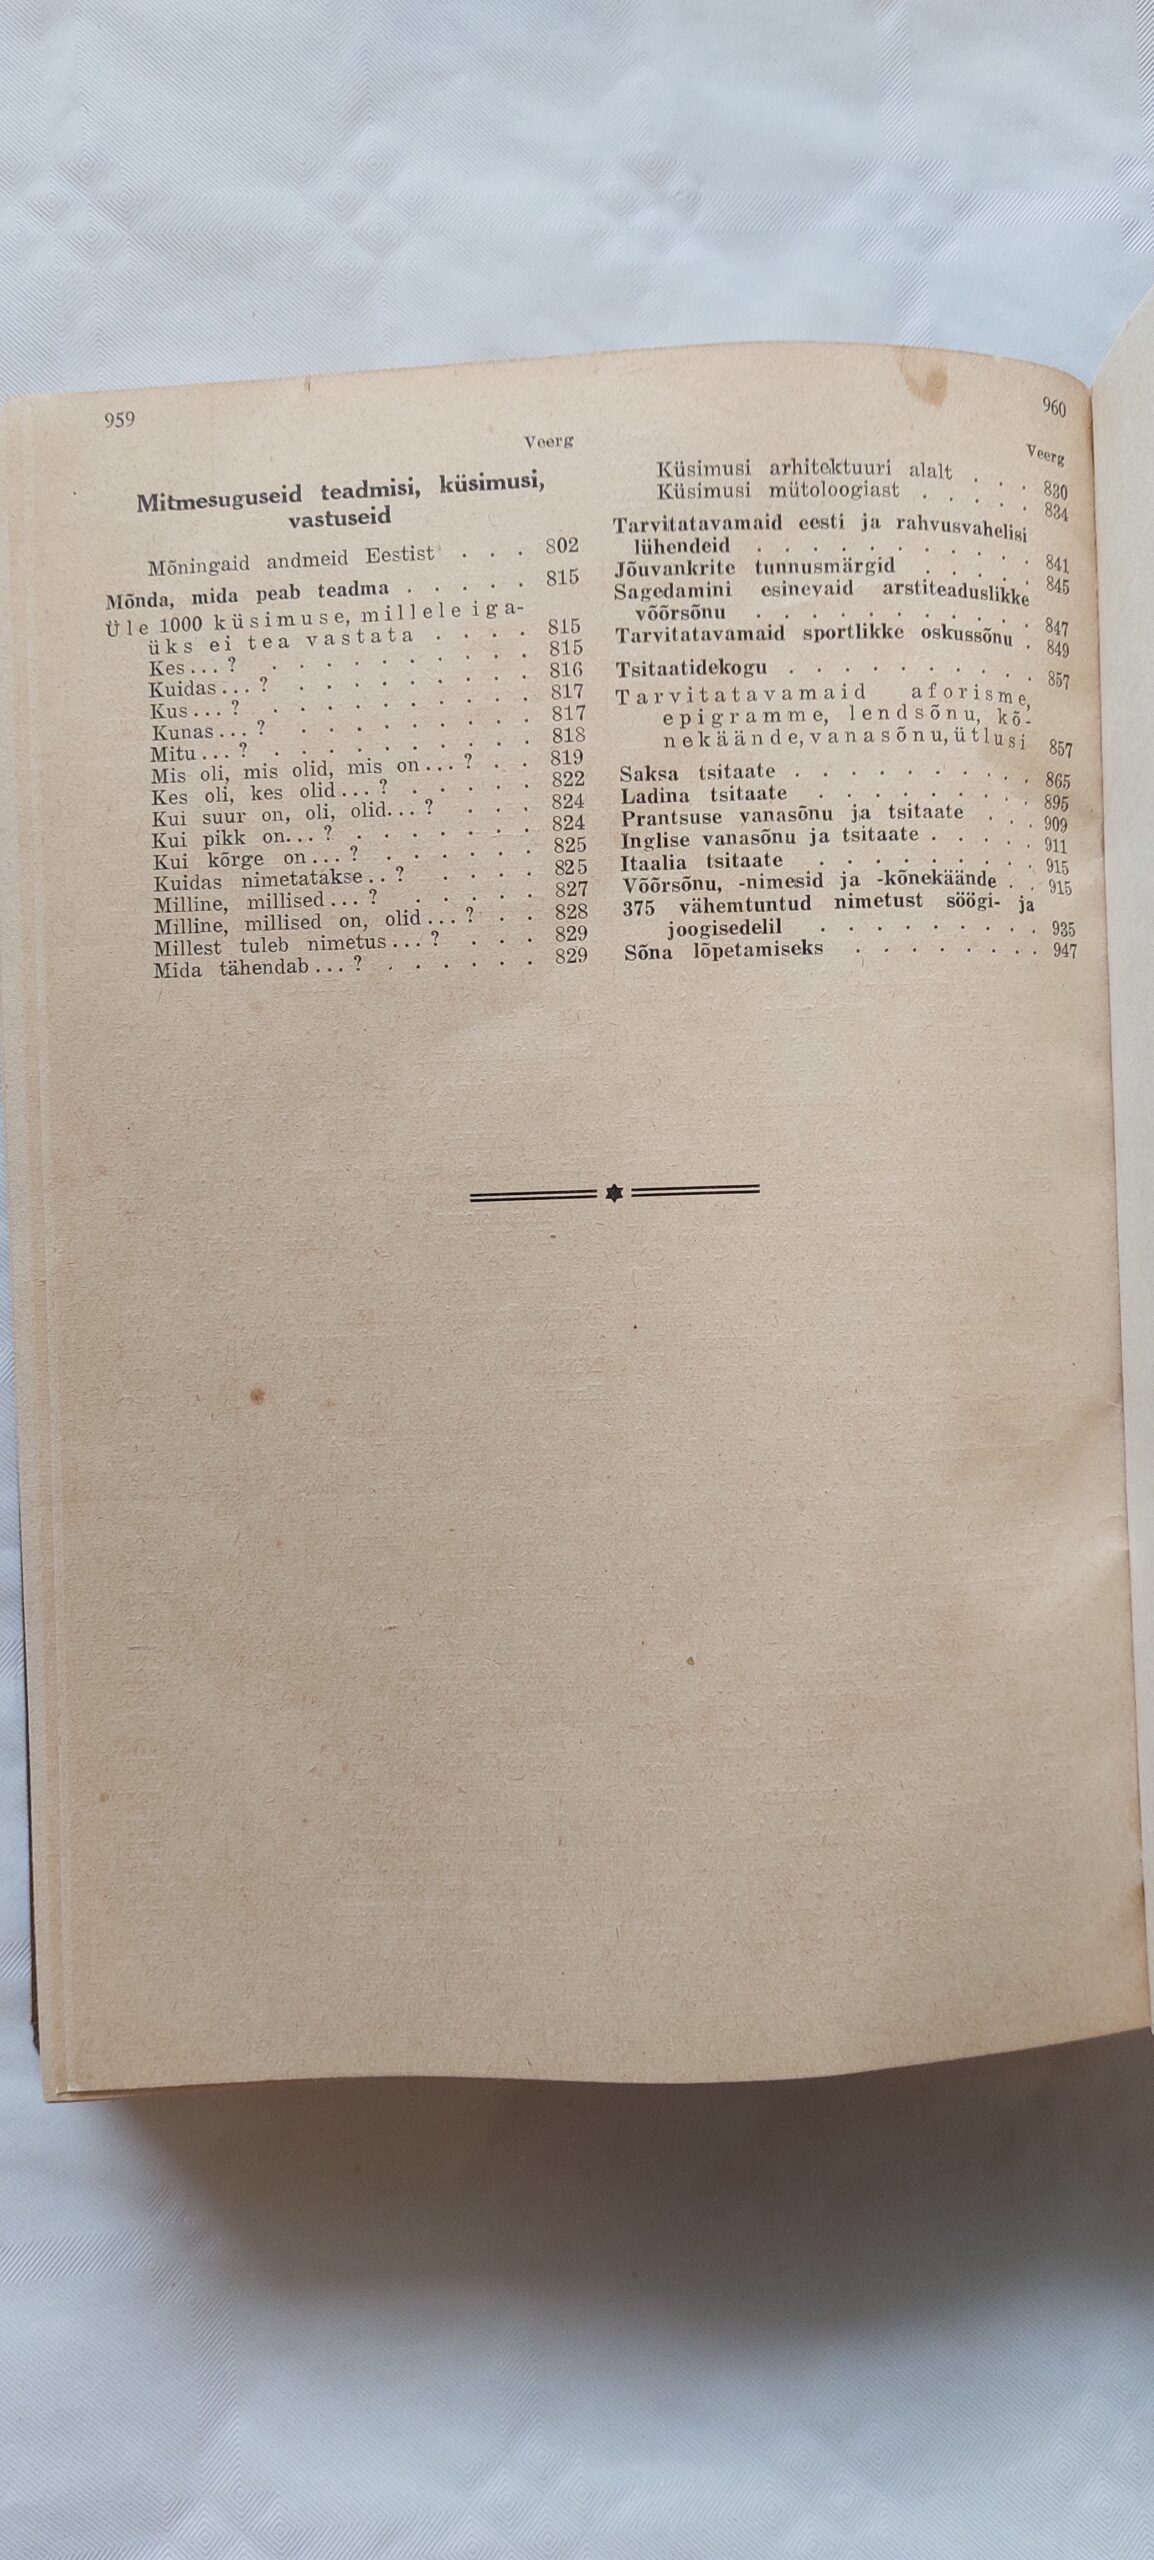 959
Veerg
Mitmesuguseid teadmisi, küsimusi,
vastuseid
Mõningaid andmeid Eestist . . . 802
Mõnda, mida peab teadma . . . . . 815
Üle 1000 küsimuse, millele iga-
üks ei tea vastata . . . . 815
Kes...? . . . . . . . . . 815
Kuidas...? . . . . . . . . 816
Kus...? . . . . . . . . . 817
Kunas...? . . . . . . . . 817
Mitu...? . . . . . . . . . 818
Mis oli, mis olid, mis on...? . . 819
Kes oli, kes olid...? . . . . . 822
Kui suur on, oli, olid...? . . . . 824
Kui pikk on...? . . . . . . . 824
Kui kõrge on...? . . . . . . 825
Kuidas nimetatakse..? . . . . 825
Milline, millised...? . . . . . 827
Milline, millised on, olid...? . . 828
Millest tuleb nimetus...? . . . 829
Mida tähendab...? . . . . . . 829
960
Veerg
Küsimusi arhitektuuri alalt . . . 830
Küsimusi mütoloogiast . . . . . 834
Tarvitatavamaid eesti ja rahvusvahelisi
lühendeid . . . . . . . . . . 841
Jõuvankrite tunnusmärgid . . . . . 845
Sagedamini esinevaid arstiteaduslikke
võõrsõnu . . . . . . . . . . 847
Tarvitatavamaid sportlikke oskussõnu . 849
Tsitaatidekogu . . . . . . . . . 857
Tarvitatavamaid aforisme,
epigramme, lendsõnu, kõ-
nekäände, vanasõnu, ütlusi 857
Saksa tsitaate . . . . . . . . . 865
Ladina tsitaate . . . . . . . . . 895
Prantsuse vanasõnu ja tsitaate . . . 909
Inglise vanasõnu ja tsitaate . . . . 911
Itaalia tsitaate . . . . . . . . . 915
Võõrsõnu, -nimesid ja -kõnekäände . . 915
375 vähemtuntud nimetust söögi- ja
joogisedelil . . . . . . . . . 935
Sõna lõpetamiseks . . . . . . . . 947